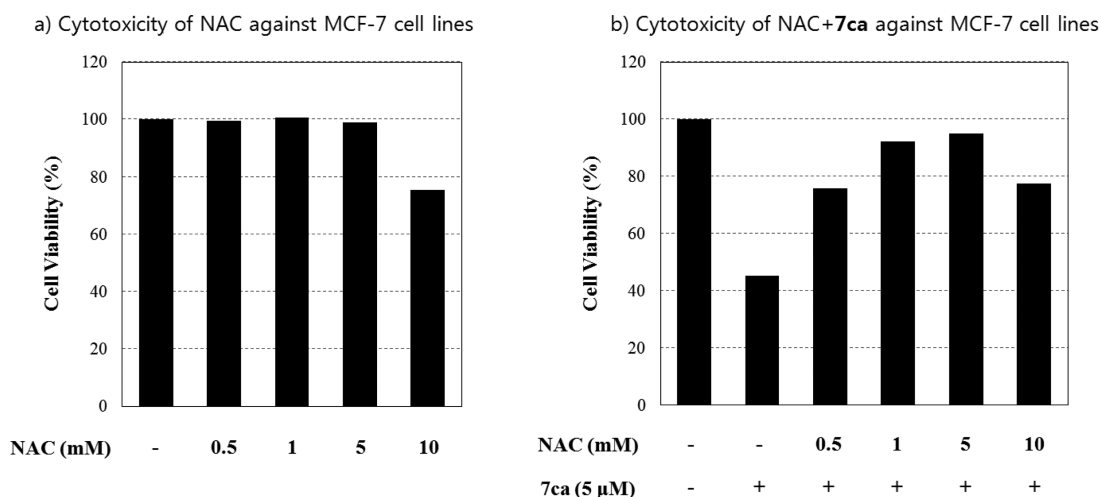 a) Cytotoxicity of NAC against MCF-7 cell lines
120
100
80
60
40
20
0
Cell Viability (%)
NAC (mM) - 0.5 1 5 10
b) Cytotoxicity of NAC+7ca against MCF-7 cell lines
120
100
80
60
40
20
0
Cell Viability (%)
NAC (mM) - - 0.5 1 5 10
7ca (5 μM) - + + + + +